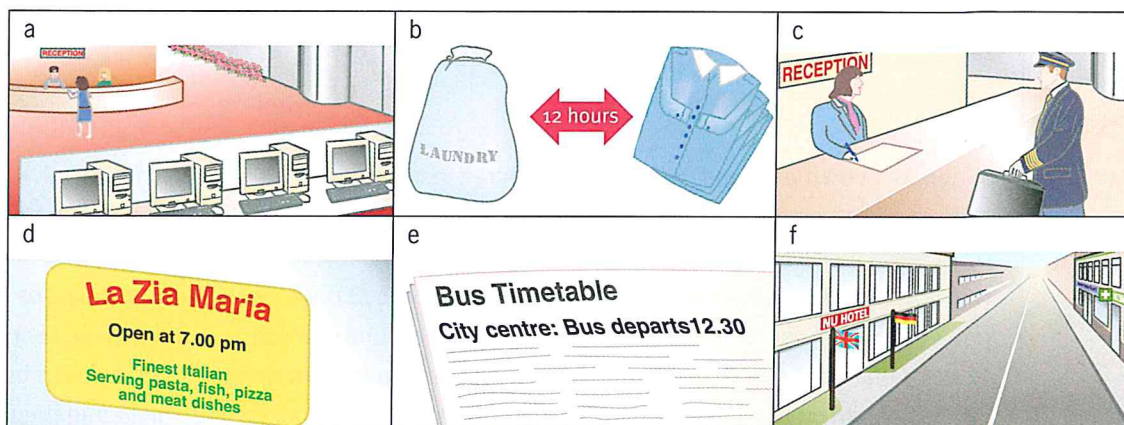 a
RECEPTION
b
LAUNDRY
12 hours
c
RECEPTION
d
La Zia Maria
Open at 7.00 pm
Finest Italian
Serving pasta, fish, pizza
and meat dishes
e
Bus Timetable
City centre: Bus departs12.30
f
NU HOTEL